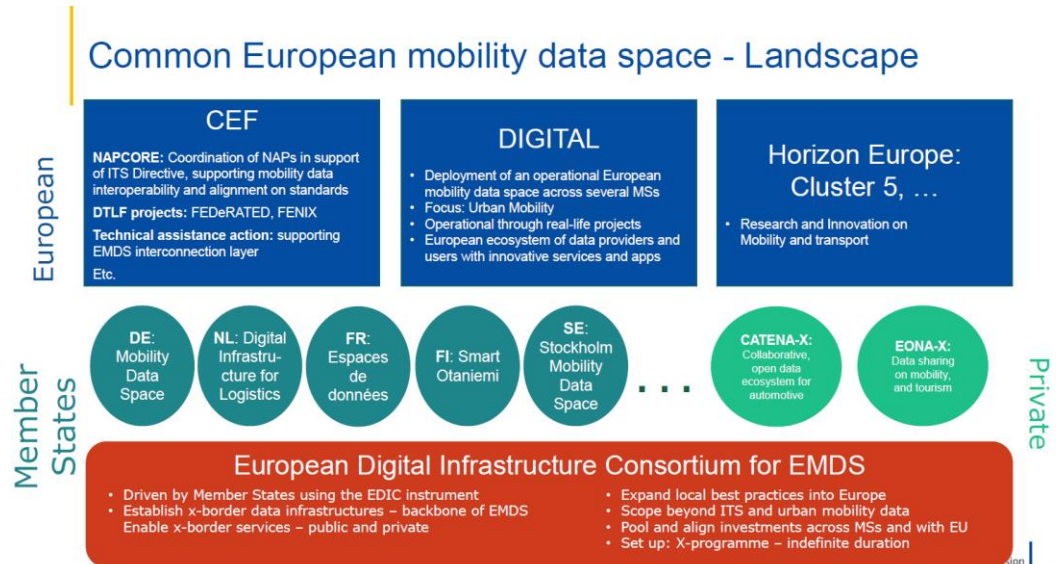 Common European mobility data space - Landscape
European
CEF
NAPCORE: Coordination of NAPs in support
of ITS Directive, supporting mobility data
interoperability and alignment on standards
DTLF projects: FEDeRATED, FENIX
Technical assistance action: supporting
EMDS interconnection layer
Etc.
DIGITAL
• Deployment of an operational European
mobility data space across several MSs
• Focus: Urban Mobility
• Operational through real-life projects
• European ecosystem of data providers and
users with innovative services and apps
Horizon Europe:
Cluster 5, …
• Research and Innovation on
Mobility and transport
Member
States
DE:
Mobility
Data
Space
NL: Digital
Infrastru-
cture for
Logistics
FR:
Espaces
de
données
FI: Smart
Otaniemi
SE:
Stockholm
Mobility
Data
Space
. . .
CATENA-X:
Collaborative,
open data
ecosystem for
automotive
EONA-X:
Data sharing
on mobility,
and tourism
Private
European Digital Infrastructure Consortium for EMDS
• Driven by Member States using the EDIC instrument
• Establish x-border data infrastructures – backbone of EMDS
Enable x-border services – public and private
• Expand local best practices into Europe
• Scope beyond ITS and urban mobility data
• Pool and align investments across MSs and with EU
• Set up: X-programme – indefinite duration